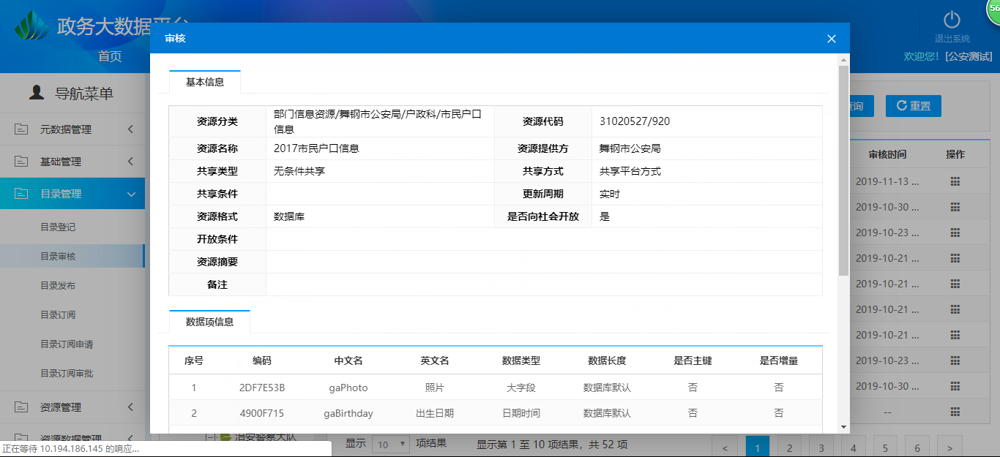 政务大数据平台
首页
56
退出系统
欢迎您! [公安测试]
导航菜单
元数据管理
基础管理
目录管理
目录登记
目录审核
目录发布
目录订阅
目录订阅申请
目录订阅审批
资源管理
资源数据管理
审核
基本信息
资源分类 部门信息资源/舞钢市公安局/户政科/市民户口信息 资源代码 31020527/920
资源名称 2017市民户口信息 资源提供方 舞钢市公安局
共享类型 无条件共享 共享方式 共享平台方式
共享条件 更新周期 实时
资源格式 数据库 是否向社会开放 是
开放条件
资源摘要
备注
数据项信息
序号 编码 中文名 英文名 数据类型 数据长度 是否主键 是否增量
1 2DF7E53B gaPhoto 照片 大字段 数据库默认 否 否
2 4900F715 gaBirthday 出生日期 日期时间 数据库默认 否 否
查询 重置
审核时间 操作
2019-11-13 ...
2019-10-30 ...
2019-10-23 ...
2019-10-21 ...
2019-10-21 ...
2019-10-21 ...
2019-10-21 ...
2019-10-23 ...
2019-10-30 ...
--
治安警察大队
显示 10 项结果 显示第 1 至 10 项结果，共 52 项
< 1 2 3 4 5 6 >
正在等待 10.194.186.145 的响应...